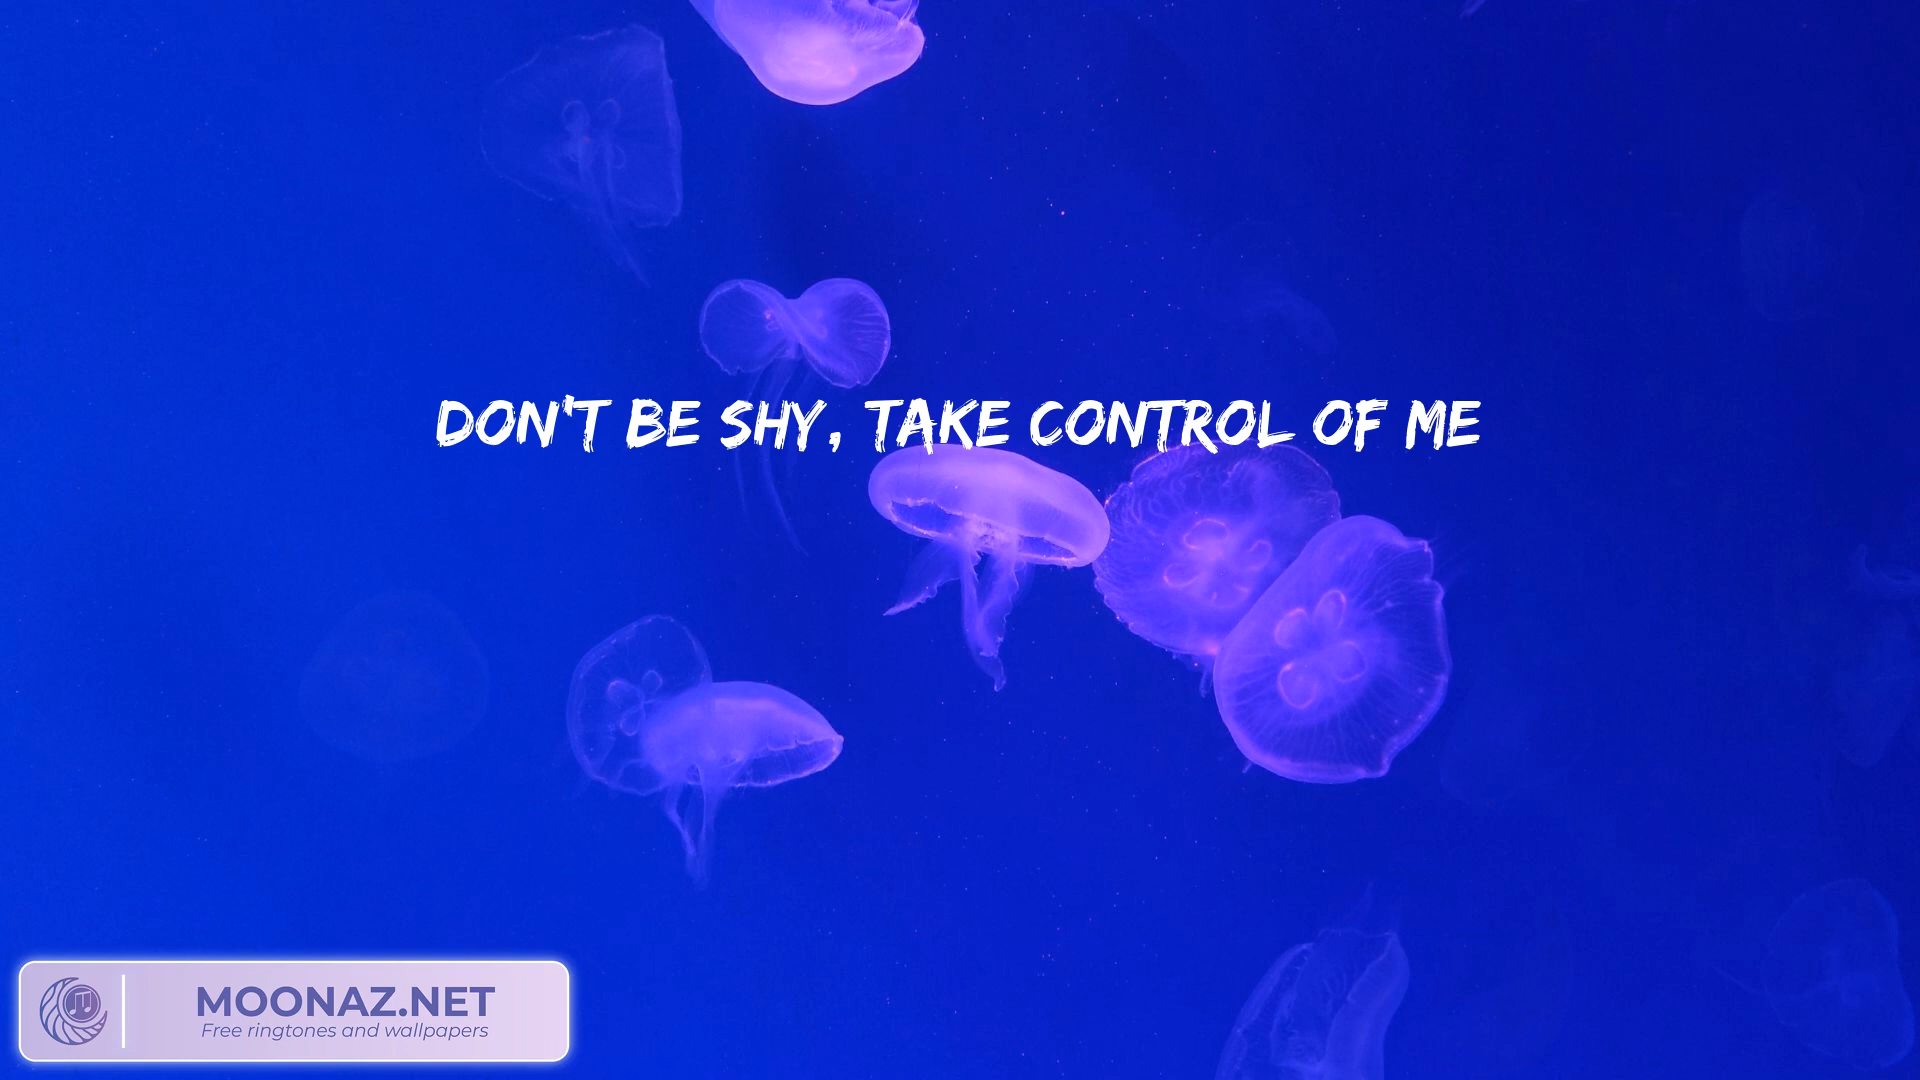 DON'T BE SHY, TAKE CONTROL OF ME
MOONAZ.NET
Free ringtones and wallpapers